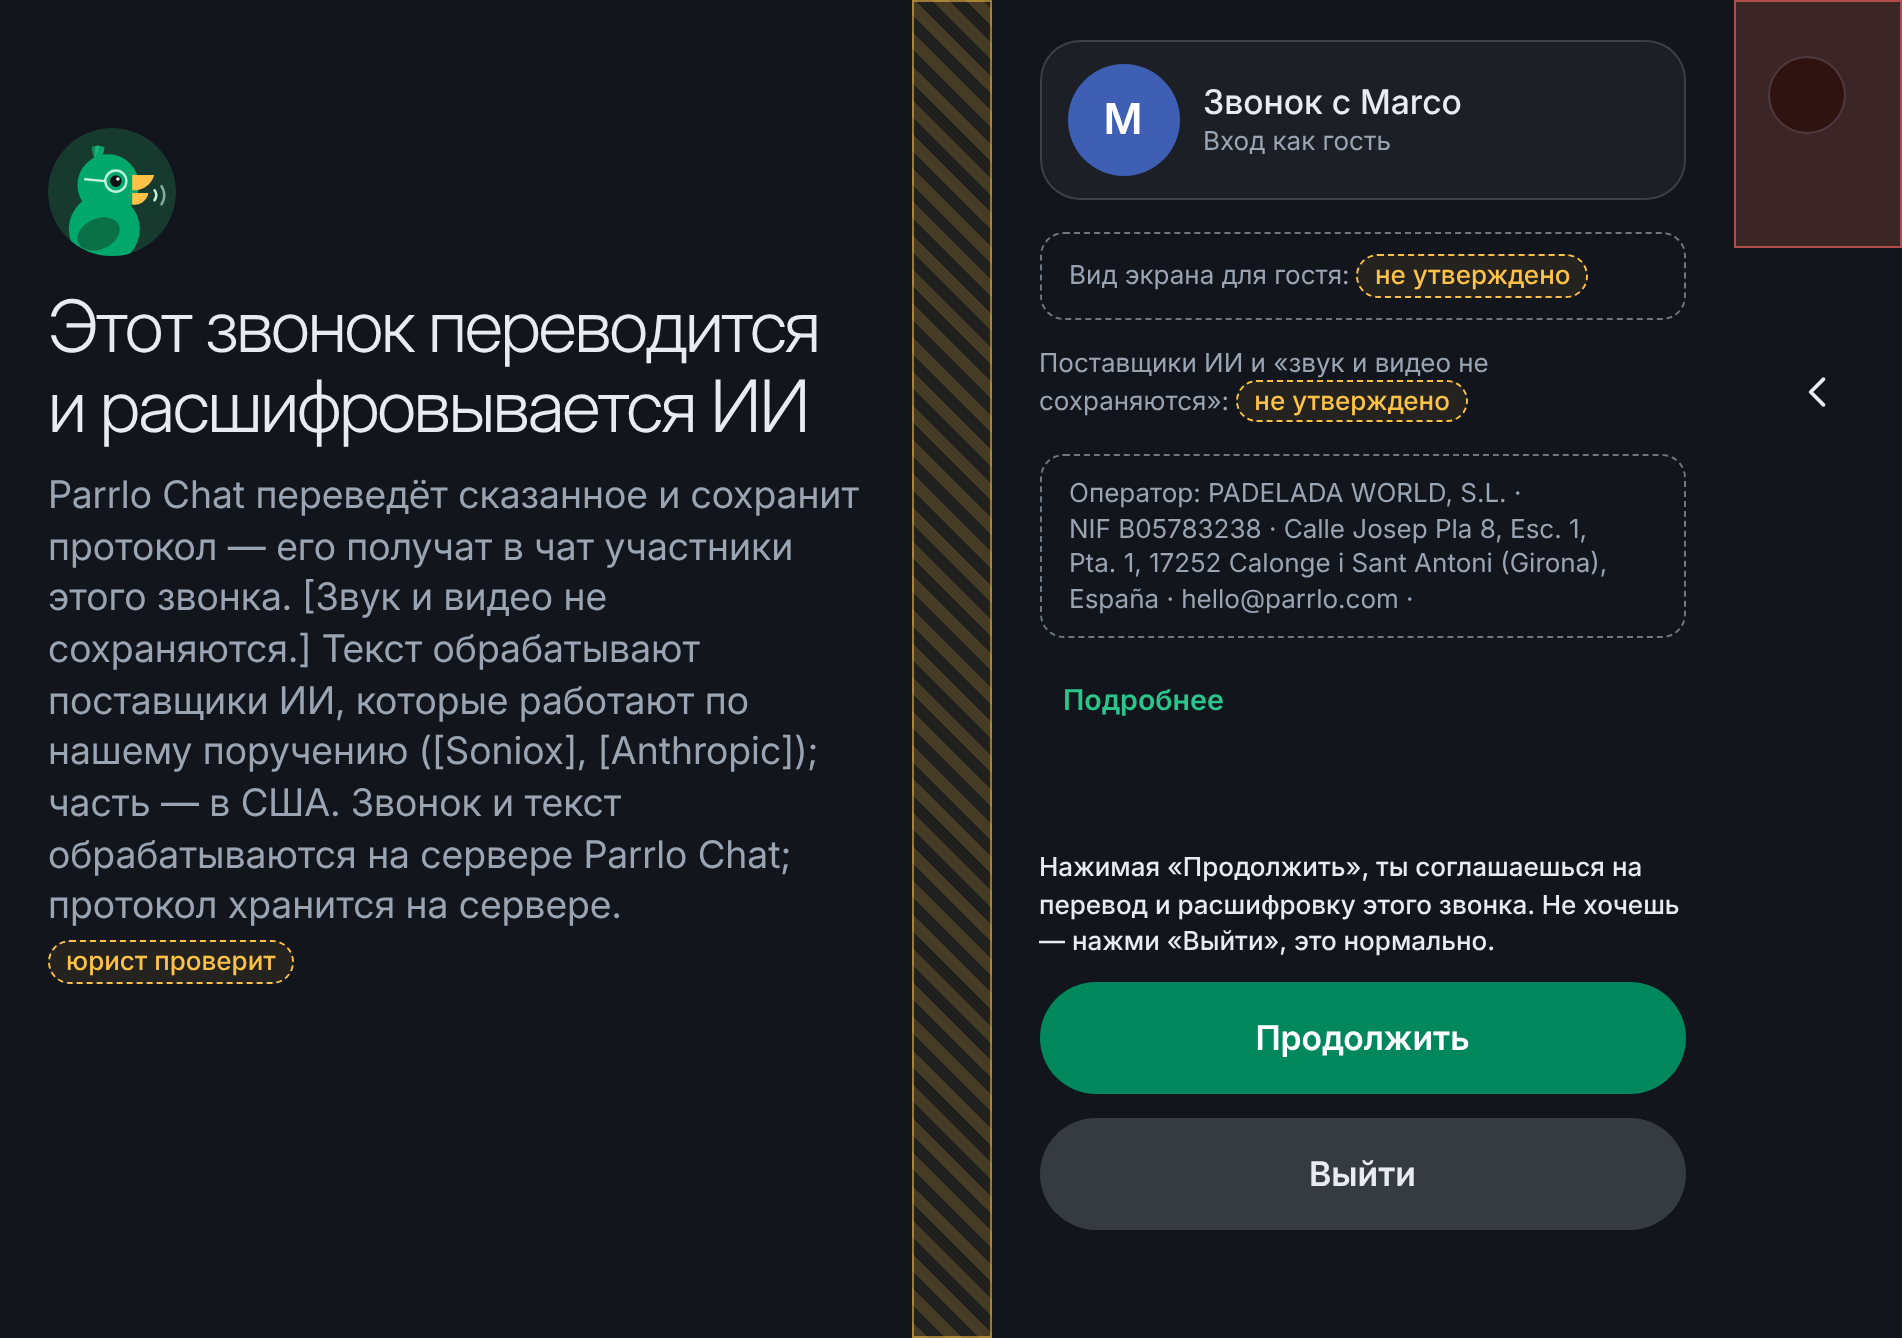 Этот звонок переводится
и расшифровывается ИИ
Parrlo Chat переведёт сказанное и сохранит
протокол — его получат в чат участники
этого звонка. [Звук и видео не
сохраняются.] Текст обрабатывают
поставщики ИИ, которые работают по
нашему поручению ([Soniox], [Anthropic]);
часть — в США. Звонок и текст
обрабатываются на сервере Parrlo Chat;
протокол хранится на сервере.
юрист проверит
M
Звонок с Marco
Вход как гость
Вид экрана для гостя: не утверждено
Поставщики ИИ и «звук и видео не
сохраняются»: не утверждено
Оператор: PADELADA WORLD, S.L. ·
NIF B05783238 · Calle Josep Pla 8, Esc. 1,
Pta. 1, 17252 Calonge i Sant Antoni (Girona),
España · hello@parrlo.com ·
Подробнее
Нажимая «Продолжить», ты соглашаешься на
перевод и расшифровку этого звонка. Не хочешь
— нажми «Выйти», это нормально.
Продолжить
Выйти